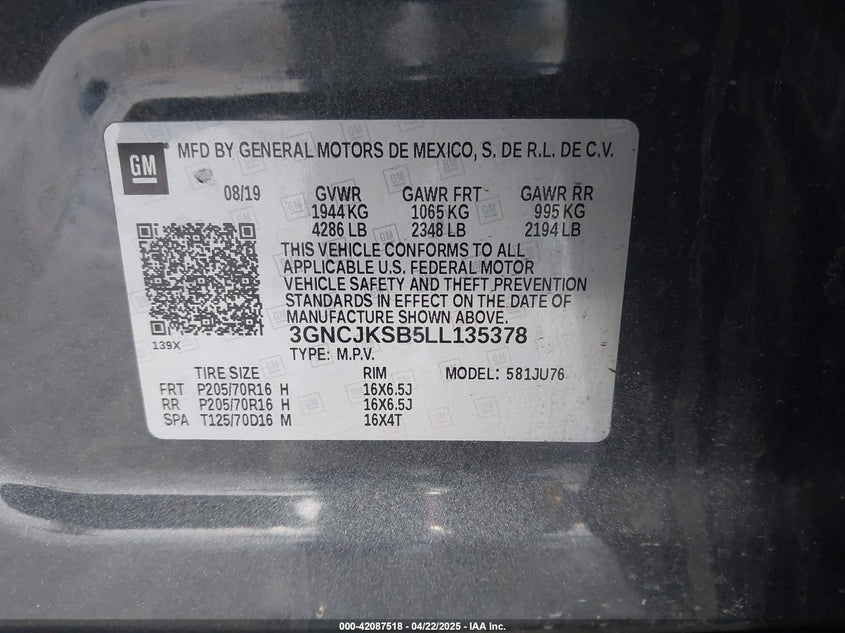 GM
MFD BY GENERAL MOTORS DE MEXICO, S. DE R.L. DE C.V.
08/19 GVWR GAWR FRT GAWR RR
1944 KG 1065 KG 995 KG
4286 LB 2348 LB 2194 LB
THIS VEHICLE CONFORMS TO ALL
APPLICABLE U.S. FEDERAL MOTOR
VEHICLE SAFETY AND THEFT PREVENTION
STANDARDS IN EFFECT ON THE DATE OF
MANUFACTURE SHOWN ABOVE.
3GNCJKSB5LL135378
139X
TYPE: M.P.V.
TIRE SIZE RIM MODEL: 581JU76
FRT P205/70R16 H 16X6.5J
RR P205/70R16 H 16X6.5J
SPA T125/70D16 M 16X4T
000-42087518 - 04/22/2025 - IAA Inc.